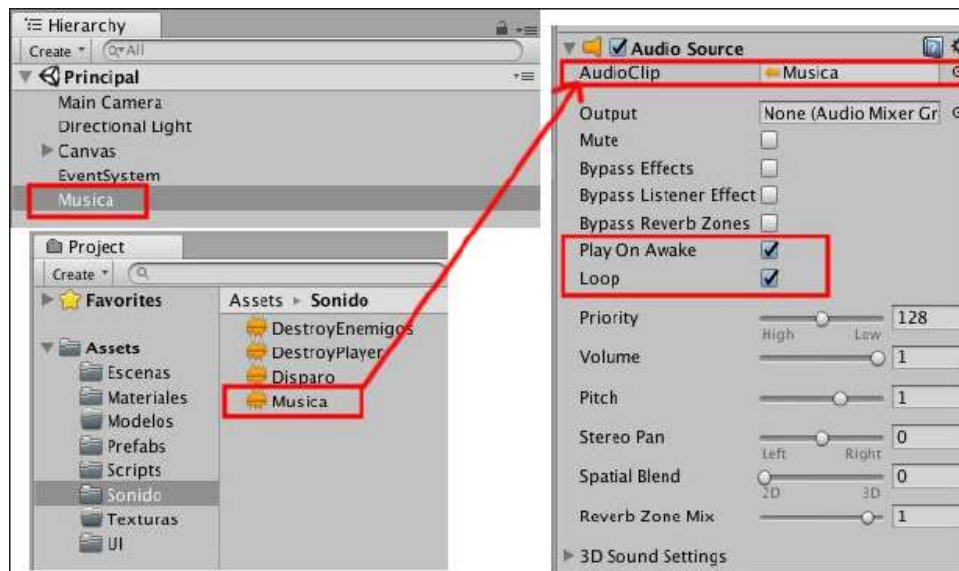 Hierarchy
Create
All
Principal
Main Camera
Directional Light
Canvas
EventSystem
Musica
Project
Create
Favorites
Assets
Escenas
Materiales
Modelos
Prefabs
Scripts
Sonido
Texturas
UI
Assets Sonido
DestroyEnemigos
DestroyPlayer
Disparo
Musica
Audio Source
AudioClip Musica
Output None (Audio Mixer Gr
Mute
Bypass Effects
Bypass Listener Effect
Bypass Reverb Zones
Play On Awake
Loop
Priority 128
High Low
Volume 1
Pitch 1
Stereo Pan 0
Left Right
Spatial Blend 0
2D 3D
Reverb Zone Mix 1
3D Sound Settings